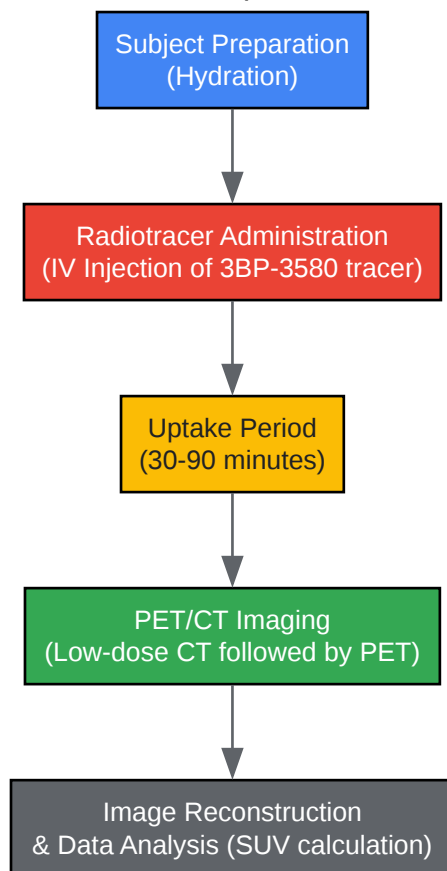 Subject Preparation
(Hydration)
Radiotracer Administration
(IV Injection of 3BP-3580 tracer)
Uptake Period
(30-90 minutes)
PET/CT Imaging
(Low-dose CT followed by PET)
Image Reconstruction
& Data Analysis (SUV calculation)